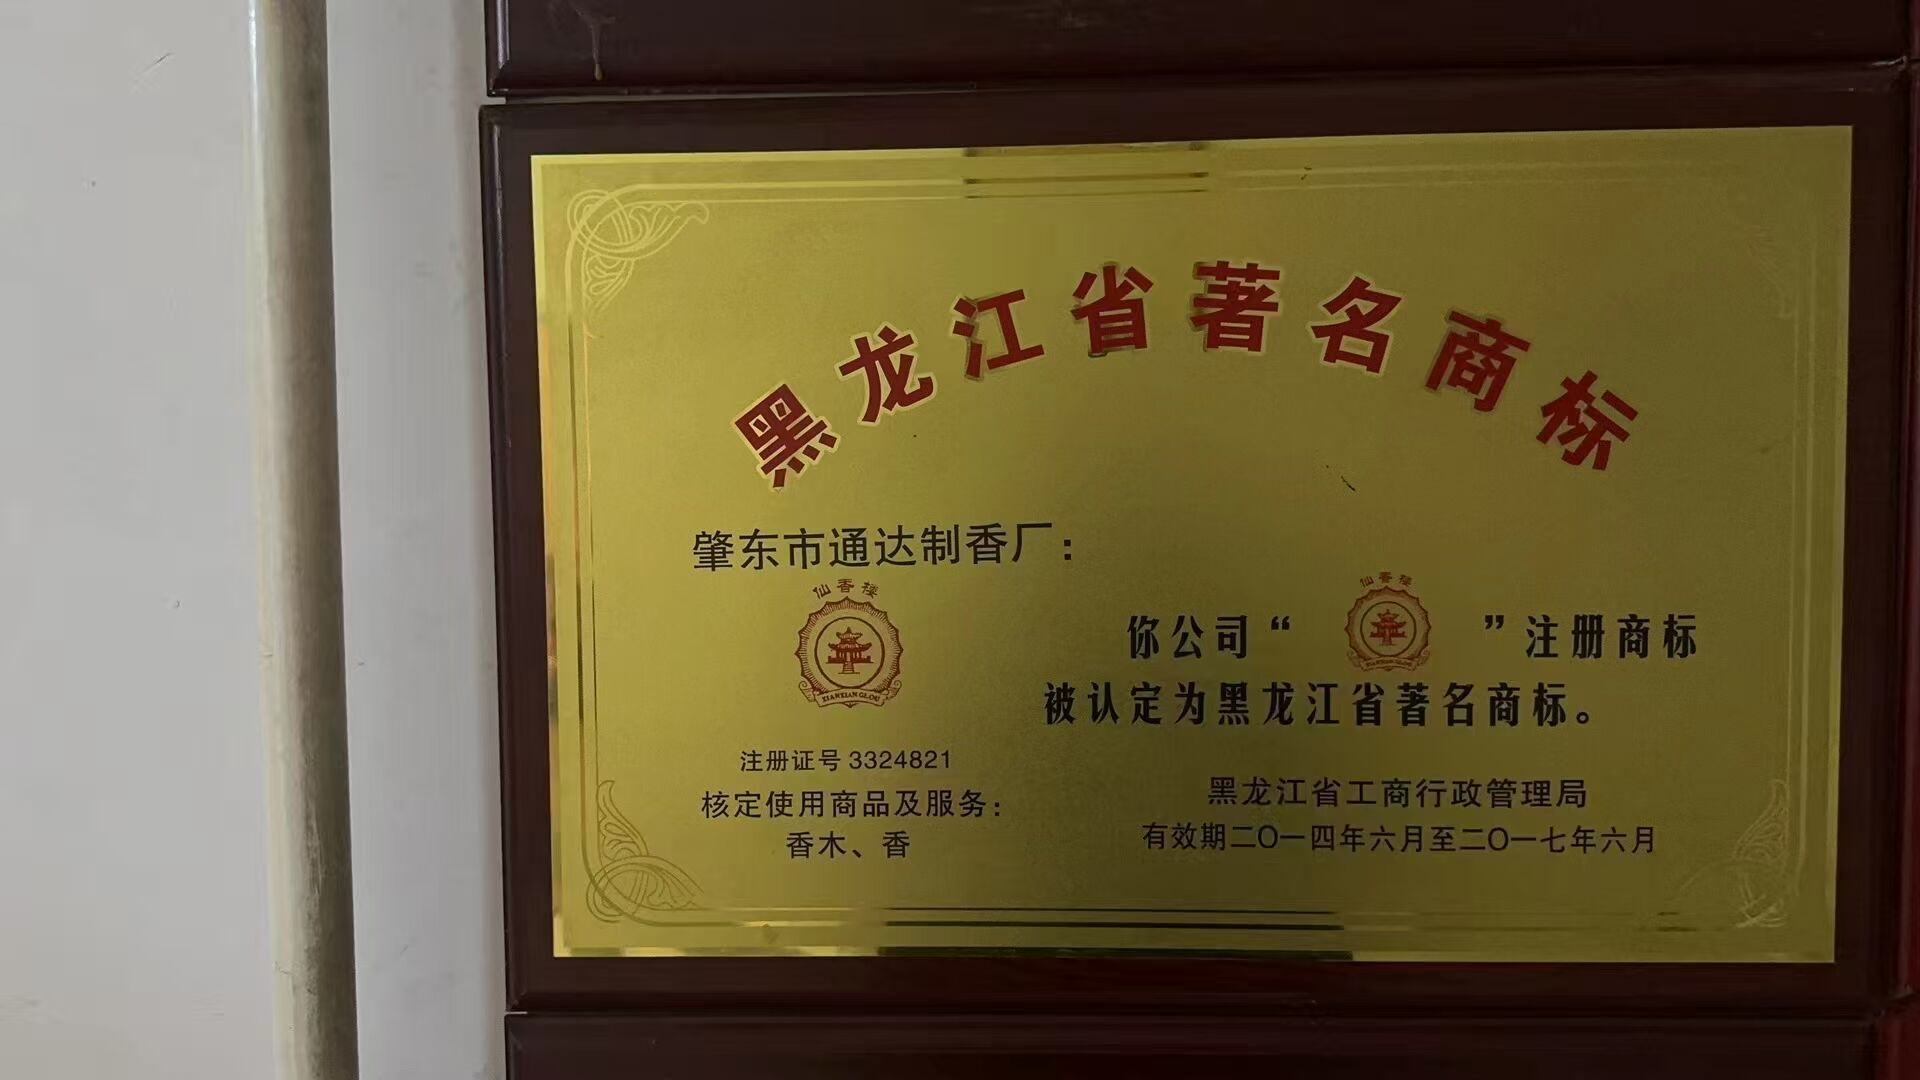 黑龙江省著名商标
肇东市通达制香厂：
仙香楼
XIANXIANGLOU
注册证号 3324821
核定使用商品及服务：
香木、香
仙香楼
你公司“ ”注册商标
被认定为黑龙江省著名商标。
黑龙江省工商行政管理局
有效期二〇一四年六月至二〇一七年六月